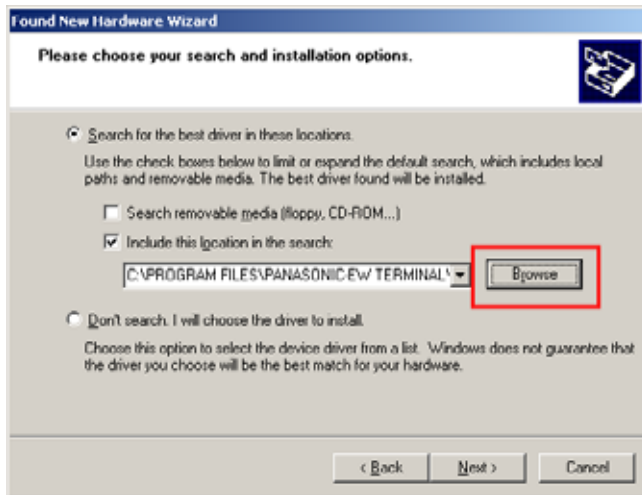 Found New Hardware Wizard
Please choose your search and installation options.
Search for the best driver in these locations.
Use the check boxes below to limit or expand the default search, which includes local
paths and removable media. The best driver found will be installed.
Search removable media (floppy, CD-ROM...)
Include this location in the search:
C:\PROGRAM FILES\PANASONIC-EW TERMINAL\
Browse
Don't search. I will choose the driver to install.
Choose this option to select the device driver from a list. Windows does not guarantee that
the driver you choose will be the best match for your hardware.
< Back
Next >
Cancel